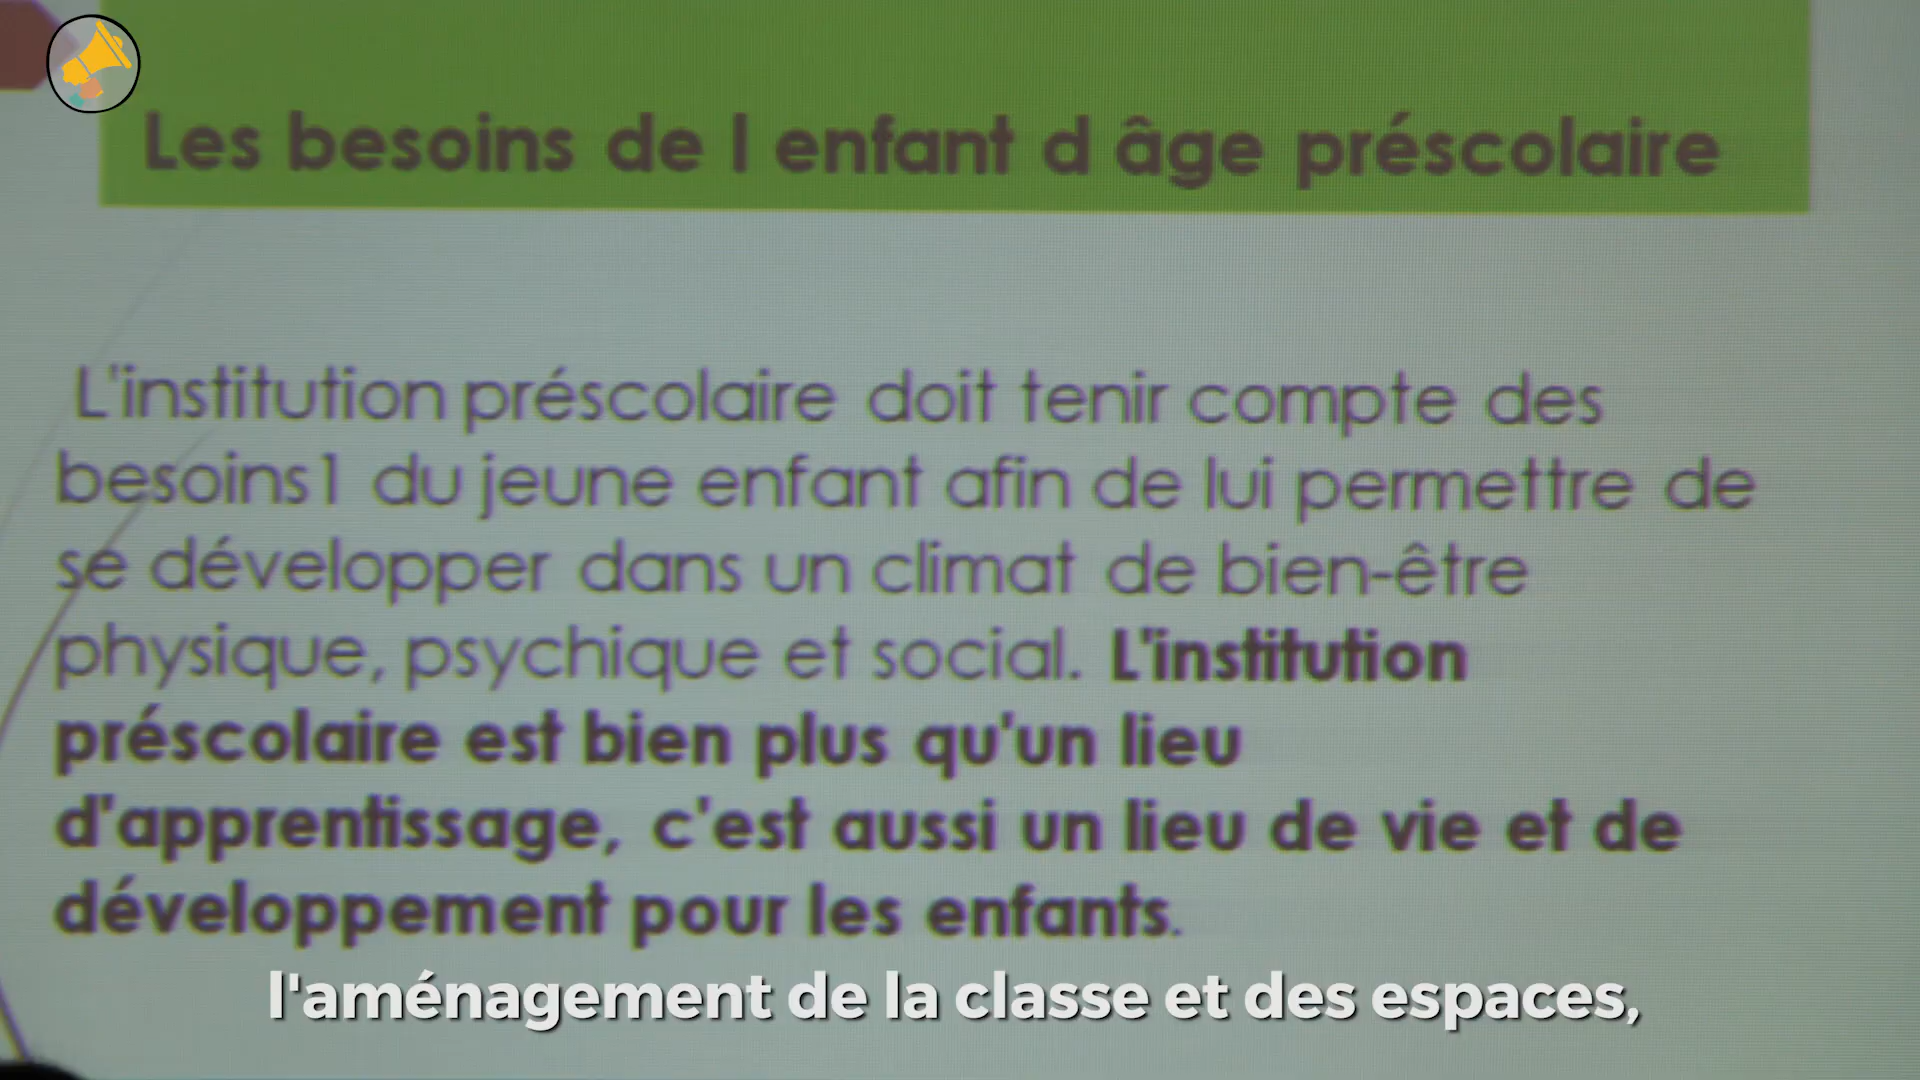 Les besoins de l enfant d âge préscolaire
L'institution préscolaire doit tenir compte des
besoins1 du jeune enfant afin de lui permettre de
se développer dans un climat de bien-être
physique, psychique et social. L'institution
préscolaire est bien plus qu'un lieu
d'apprentissage, c'est aussi un lieu de vie et de
développement pour les enfants.
l'aménagement de la classe et des espaces,